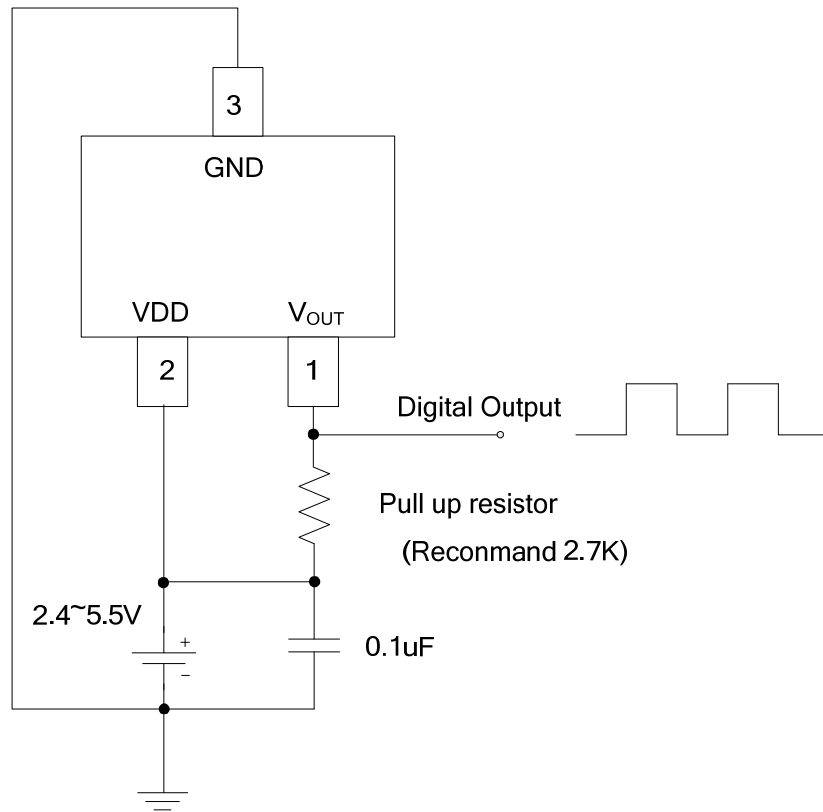 3
GND
VDD
V_OUT
2
1
Digital Output
Pull up resistor
(Reconmand 2.7K)
2.4~5.5V
+
−
0.1uF